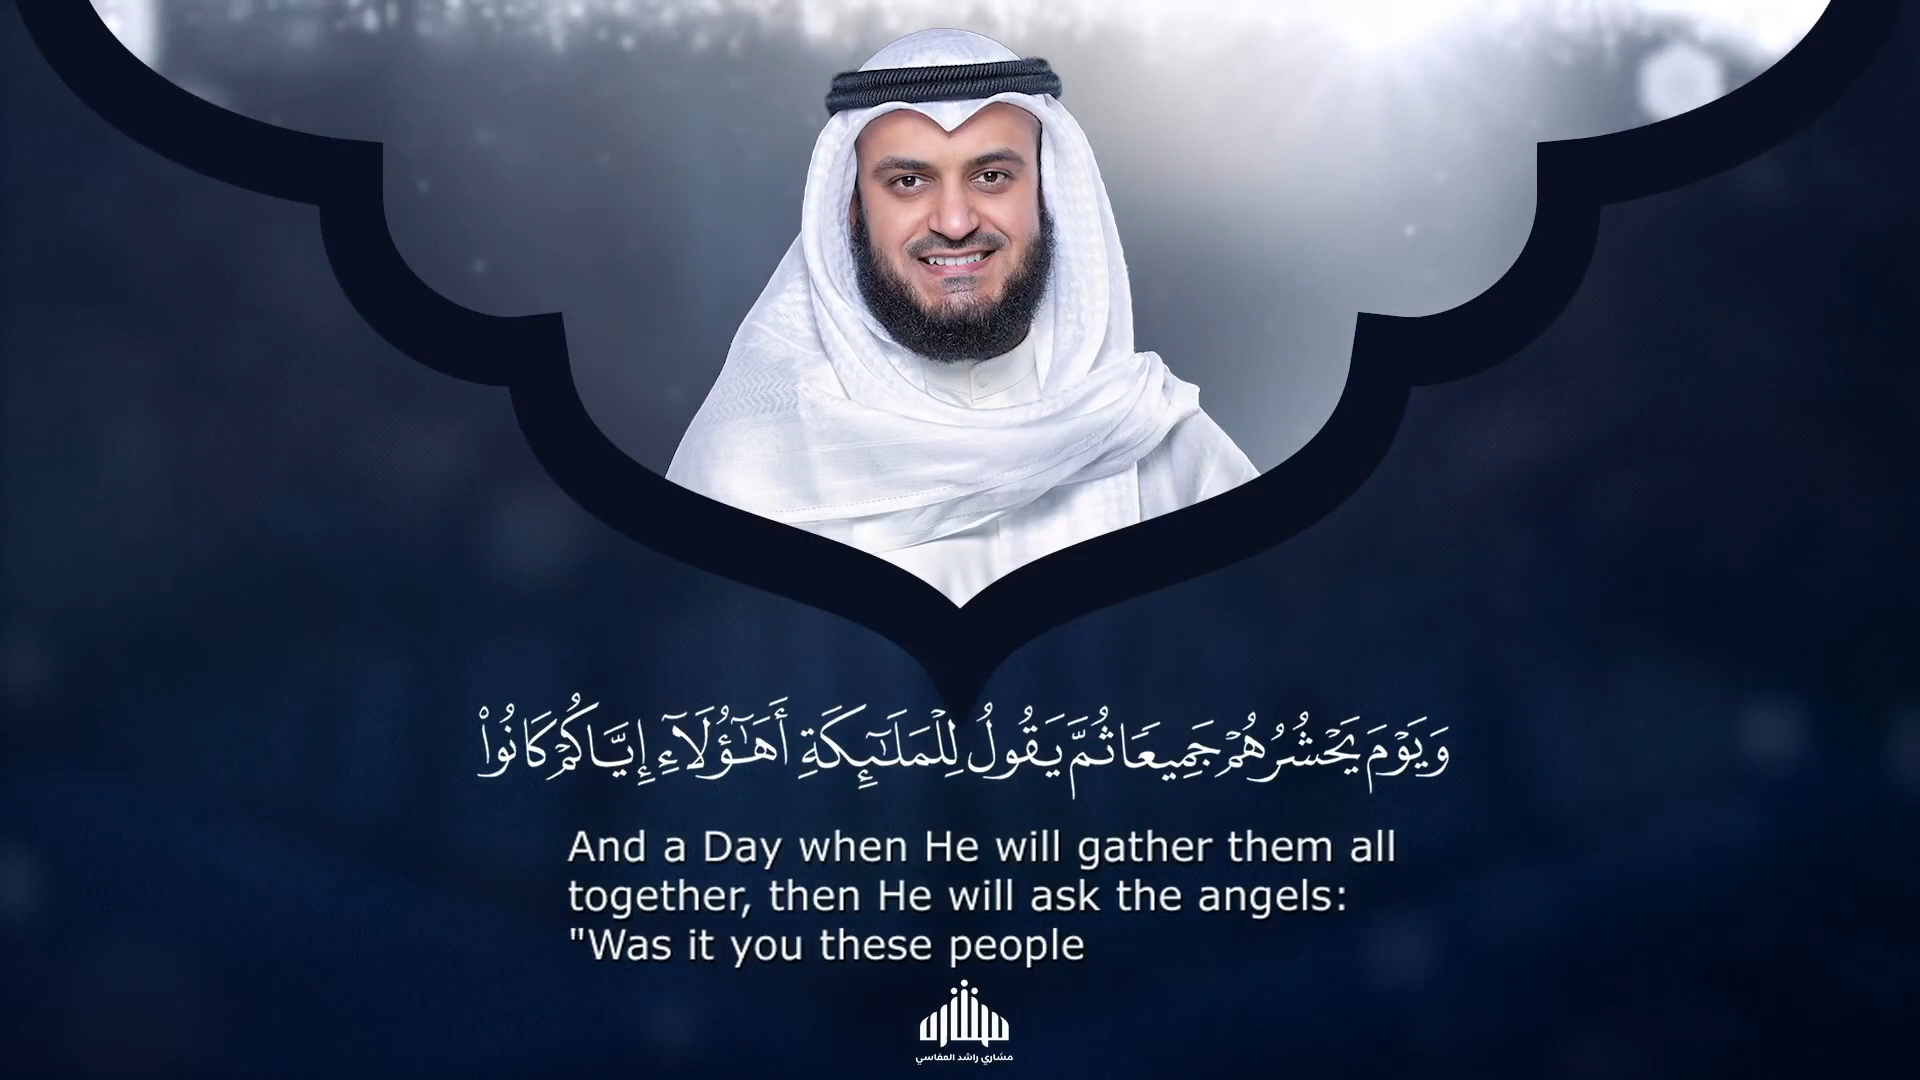 وَيَوْمَ يَحْشُرُهُمْ جَمِيعًا ثُمَّ يَقُولُ لِلْمَلَـٰٓئِكَةِ أَهَـٰٓؤُلَآءِ إِيَّاكُمْ كَانُوا۟
And a Day when He will gather them all
together, then He will ask the angels:
"Was it you these people
مشاري راشد العفاسي